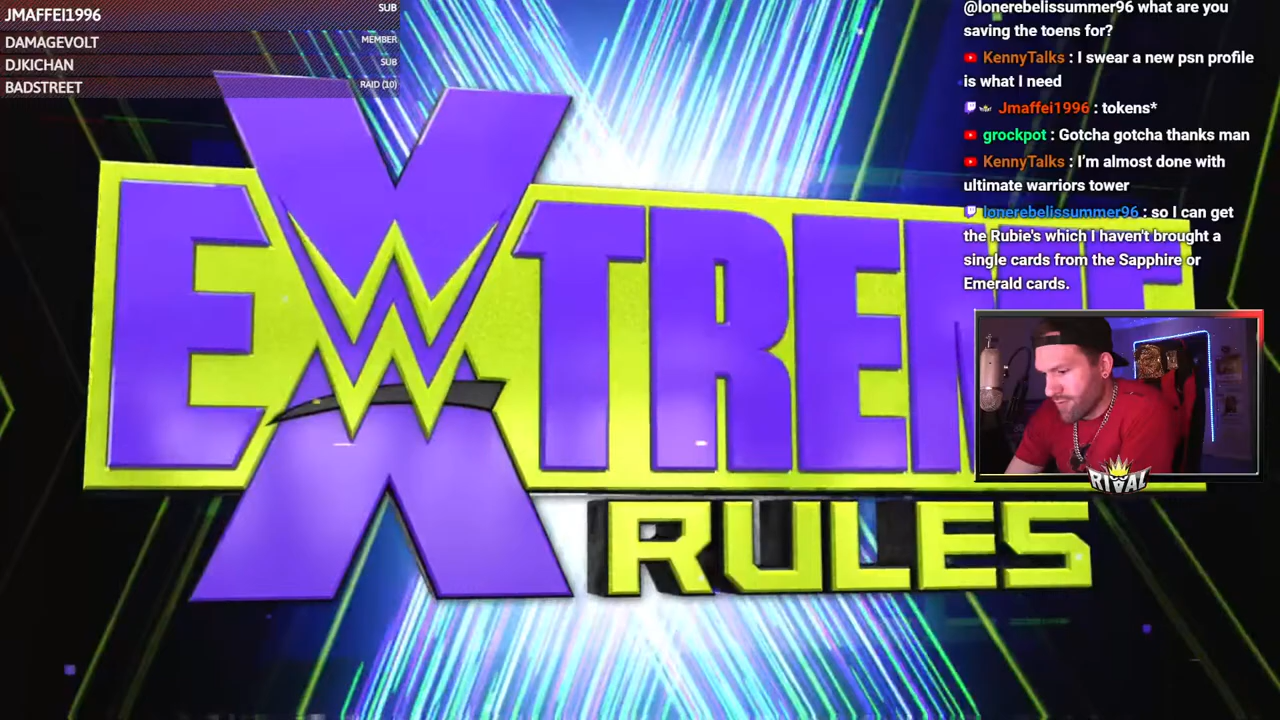 JMAFFEI1996 SUB
DAMAGEVOLT MEMBER
DJKICHAN SUB
BADSTREET RAID (10)
@lonerebelissummer96 what are you
saving the toens for?
KennyTalks : I swear a new psn profile
is what I need
Jmaffei1996 : tokens*
grockpot : Gotcha gotcha thanks man
KennyTalks : I'm almost done with
ultimate warriors tower
lonerebelissummer96 : so I can get
the Rubie's which I haven't brought a
single cards from the Sapphire or
Emerald cards.
EXTREME
W
RULES
RIVAL